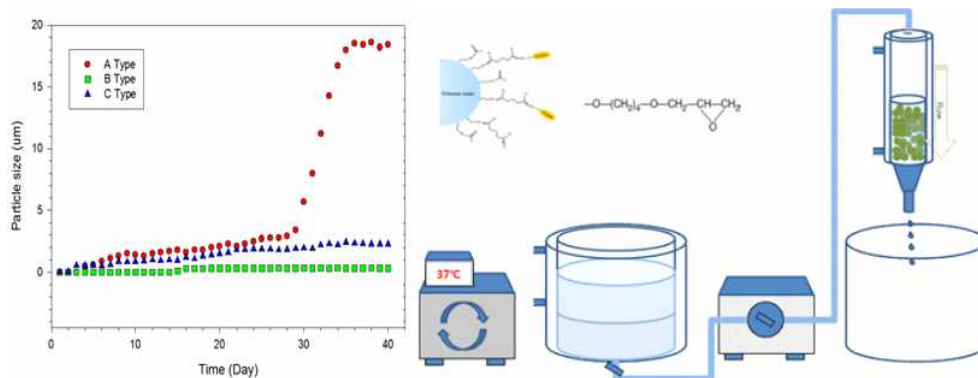 20
15
10
5
0
Particle size (um)
A Type
B Type
C Type
0
10
20
30
40
Time (Day)
—O—(CH₂)₄—O—CH₂—CH—CH₂
O
37℃